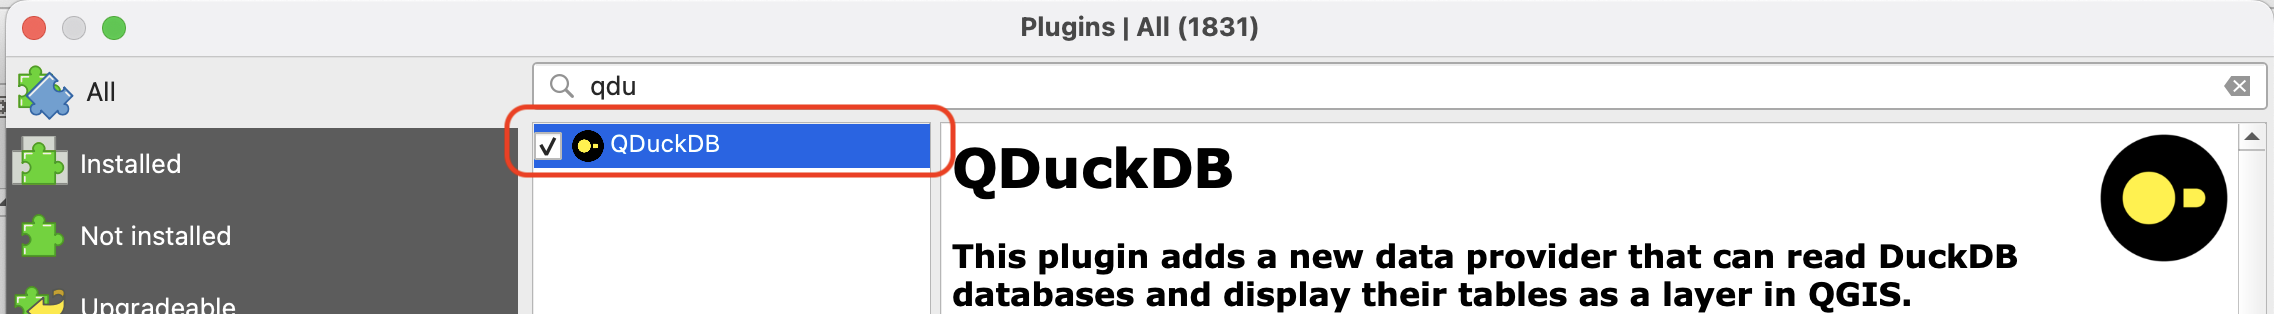 Plugins | All (1831)
All
qdu
Installed
QDuckDB
Not installed
Upgradeable
QDuckDB
This plugin adds a new data provider that can read DuckDB
databases and display their tables as a layer in QGIS.